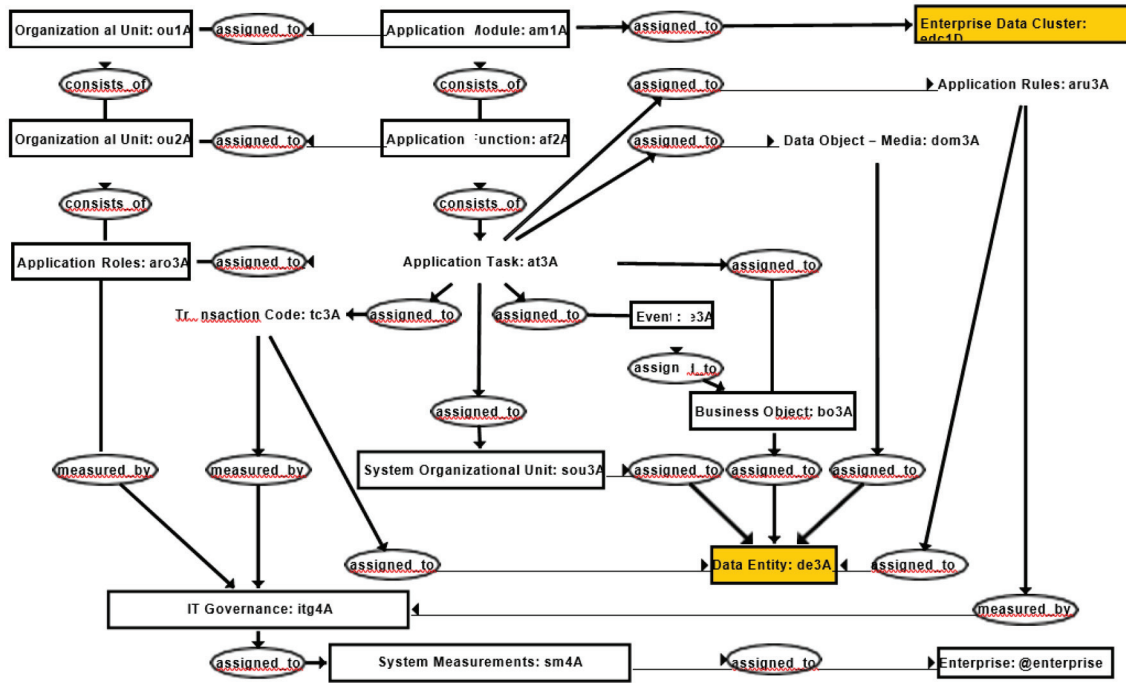 Organization al Unit: ou1A assigned_to Application Module: am1A assigned_to Enterprise Data Cluster:
edc1D
consists_of consists_of assigned_to Application Rules: aru3A
Organization al Unit: ou2A assigned_to Application Function: af2A assigned_to Data Object – Media: dom3A
consists_of consists_of
Application Roles: aro3A assigned_to Application Task: at3A assigned_to
Transaction Code: tc3A assigned_to assigned_to Event : e3A
assigned_to
assigned_to Business Object: bo3A
measured_by measured_by System Organizational Unit: sou3A assigned_to assigned_to assigned_to
assigned_to Data Entity: de3A assigned_to
IT Governance: itg4A measured_by
assigned_to System Measurements: sm4A assigned_to Enterprise: @enterprise